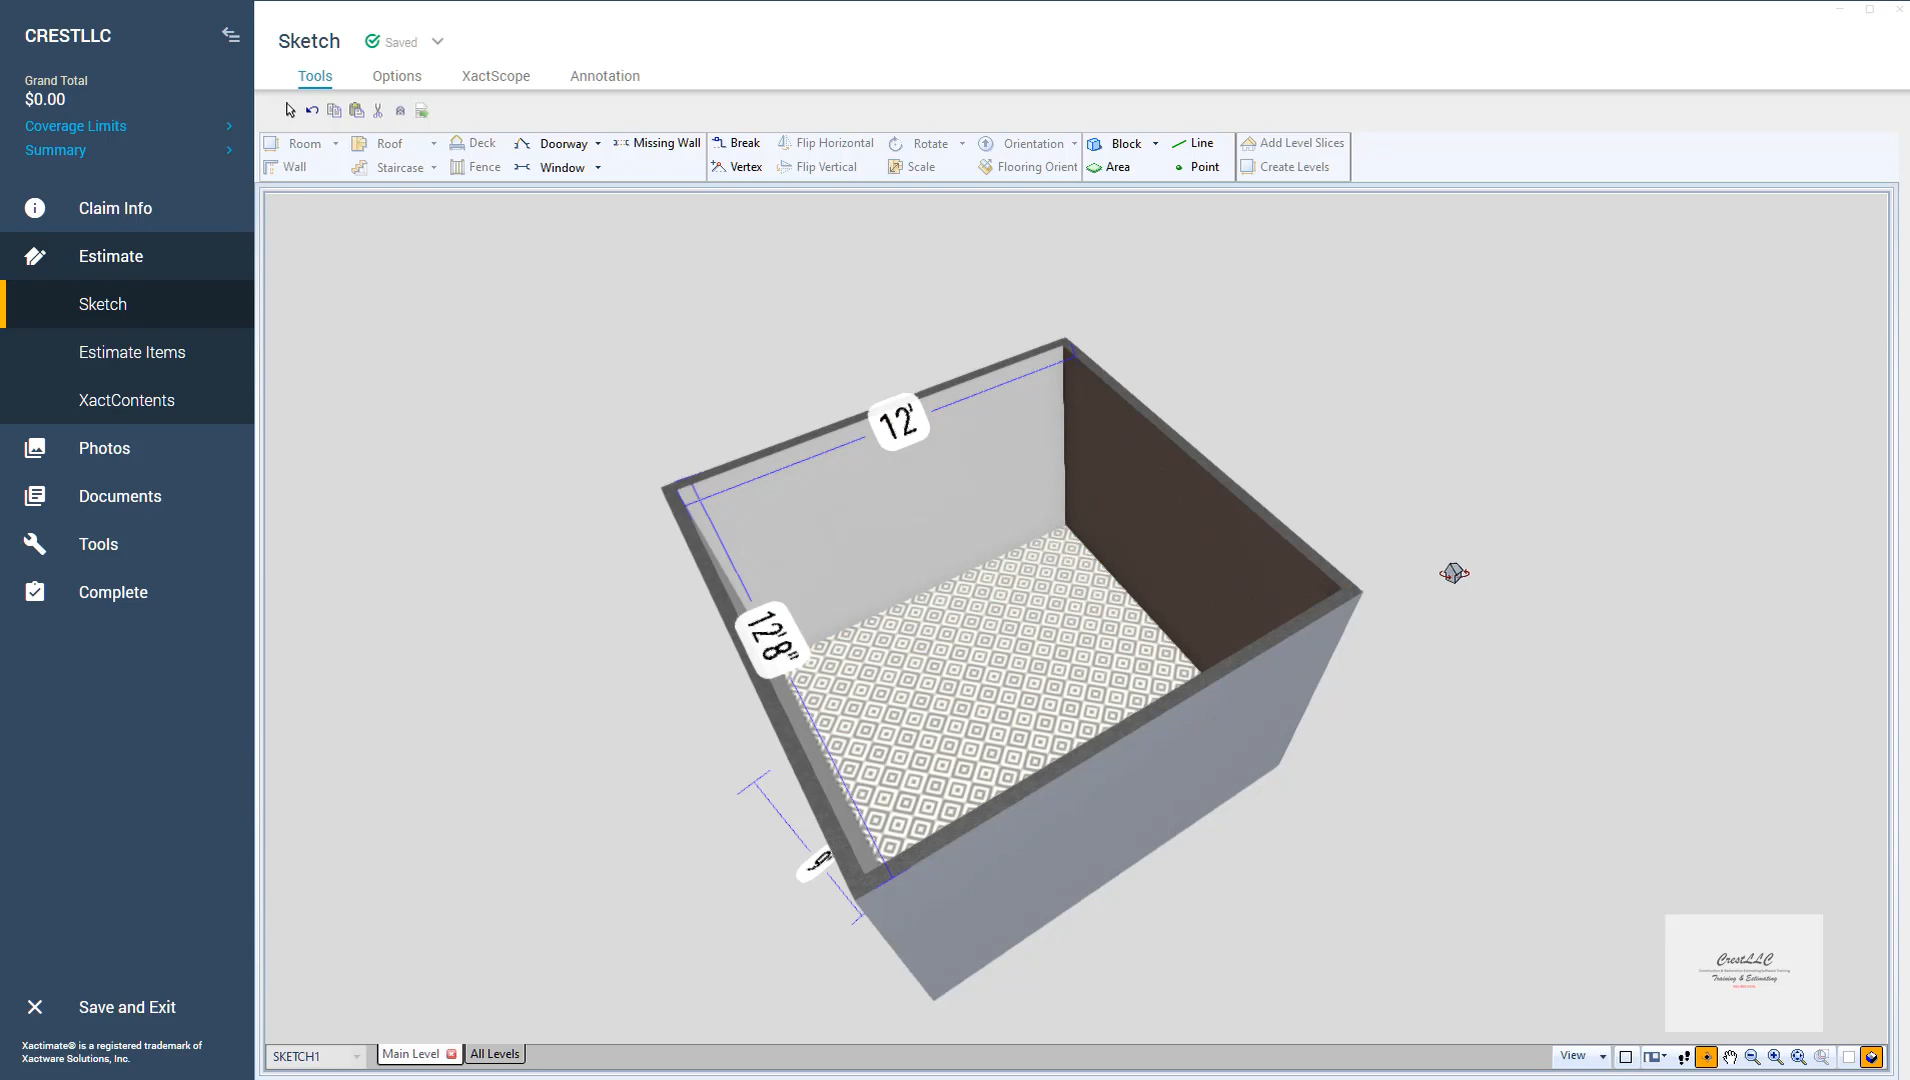 CRESTLLC
Grand Total
$0.00
Coverage Limits
Summary
Claim Info
Estimate
Sketch
Estimate Items
XactContents
Photos
Documents
Tools
Complete
Save and Exit
Xactimate® is a registered trademark of
Xactware Solutions, Inc.
Sketch Saved
Tools Options XactScope Annotation
Room Roof Deck Doorway Missing Wall Break Flip Horizontal Rotate Orientation Block Line Add Level Slices
Wall Staircase Fence Window Vertex Flip Vertical Scale Flooring Orient Area Point Create Levels
12'
12'8"
CrestLLC
Training & Estimating
SKETCH1 Main Level All Levels View